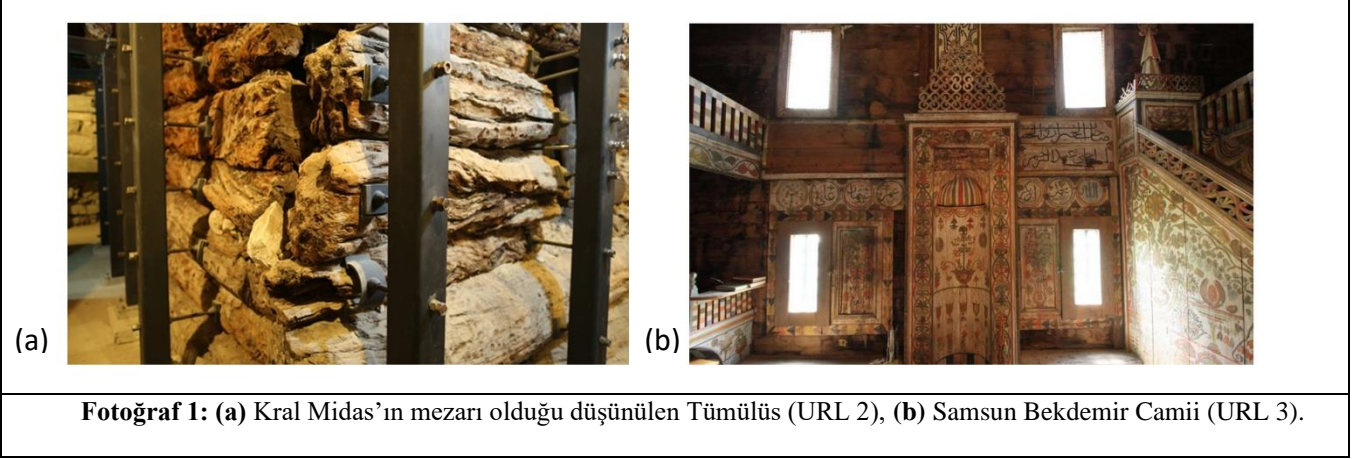 (a)
(b)
Fotoğraf 1: (a) Kral Midas’ın mezarı olduğu düşünülen Tümülüs (URL 2), (b) Samsun Bekdemir Camii (URL 3).